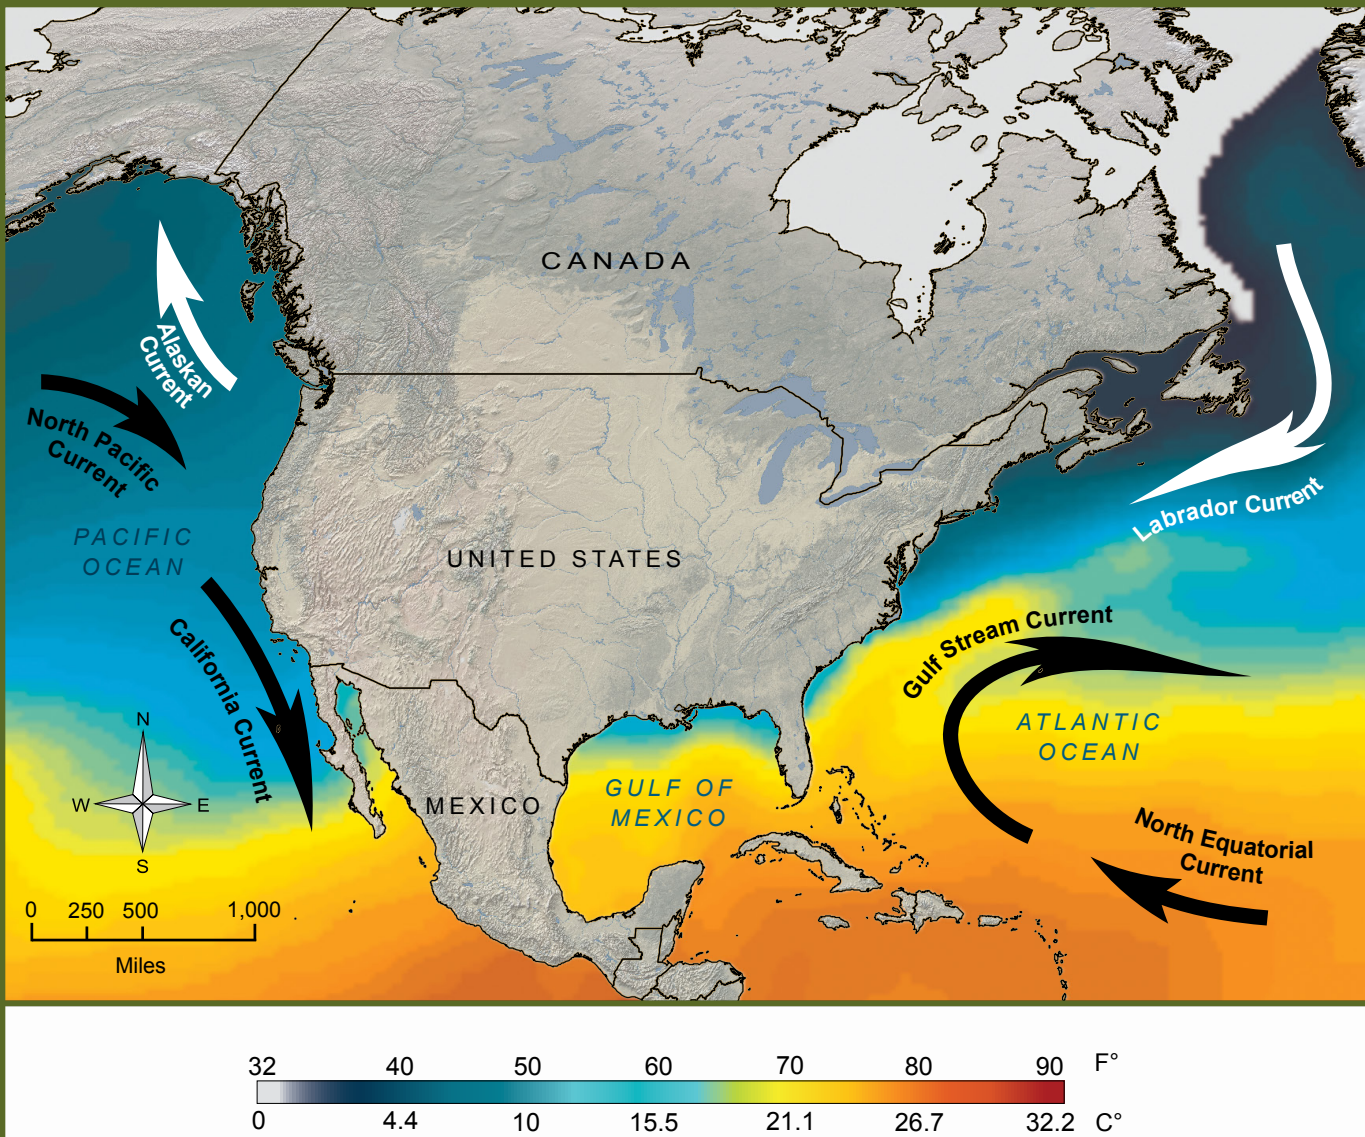 CANADA
Alaskan
Current
North Pacific
Current
PACIFIC
OCEAN
UNITED STATES
Labrador Current
California Current
Gulf Stream Current
ATLANTIC
OCEAN
GULF OF
MEXICO
MEXICO
North Equatorial
Current
N
W
E
S
0 250 500 1,000
Miles
32 40 50 60 70 80 90 F°
0 4.4 10 15.5 21.1 26.7 32.2 C°